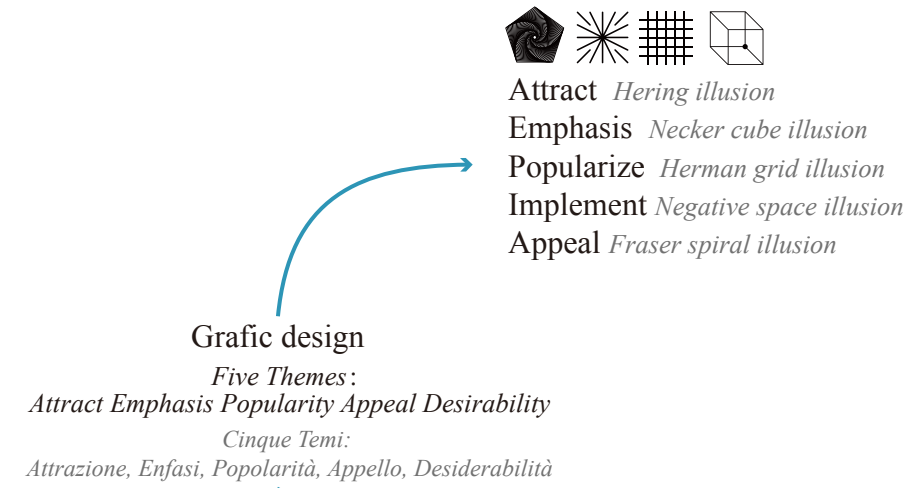 Attract Hering illusion
Emphasis Necker cube illusion
Popularize Herman grid illusion
Implement Negative space illusion
Appeal Fraser spiral illusion
Grafic design
Five Themes:
Attract Emphasis Popularity Appeal Desirability
Cinque Temi:
Attrazione, Enfasi, Popolarità, Appello, Desiderabilità